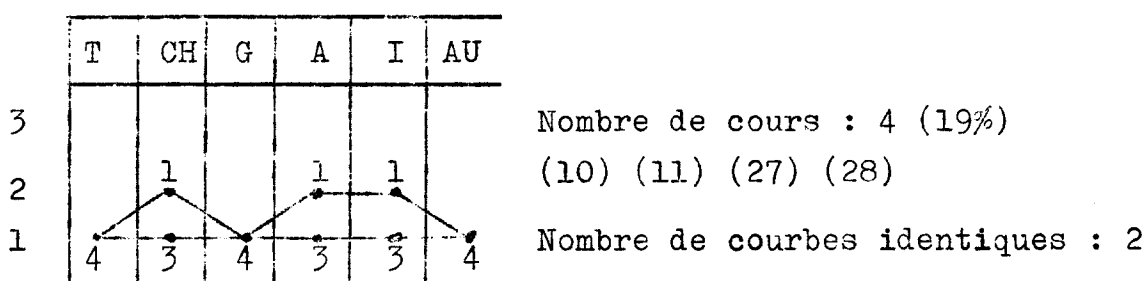 T CH G A I AU
3 Nombre de cours : 4 (19%)
1 1 1
2 (10) (11) (27) (28)
1 Nombre de courbes identiques : 2
4 3 4 3 3 4